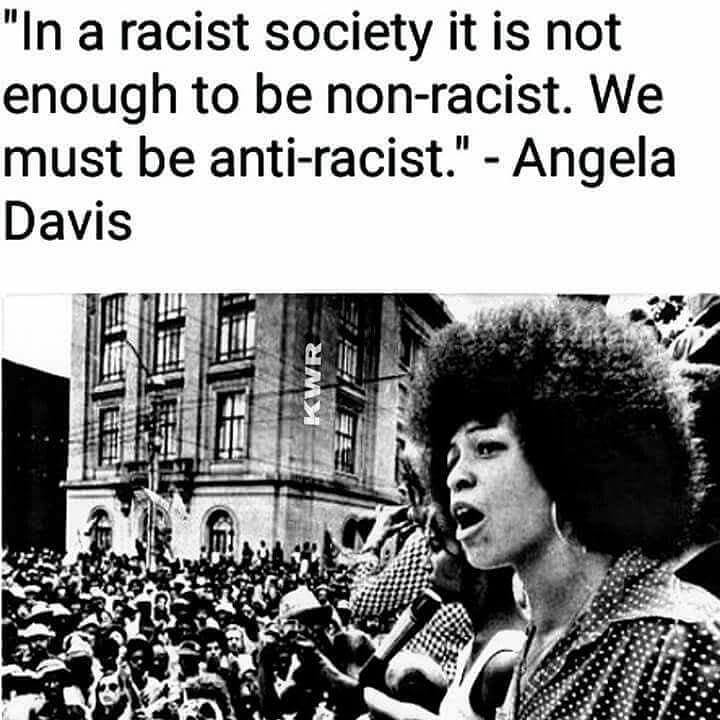 "In a racist society it is not
enough to be non-racist. We
must be anti-racist." - Angela
Davis
KWR